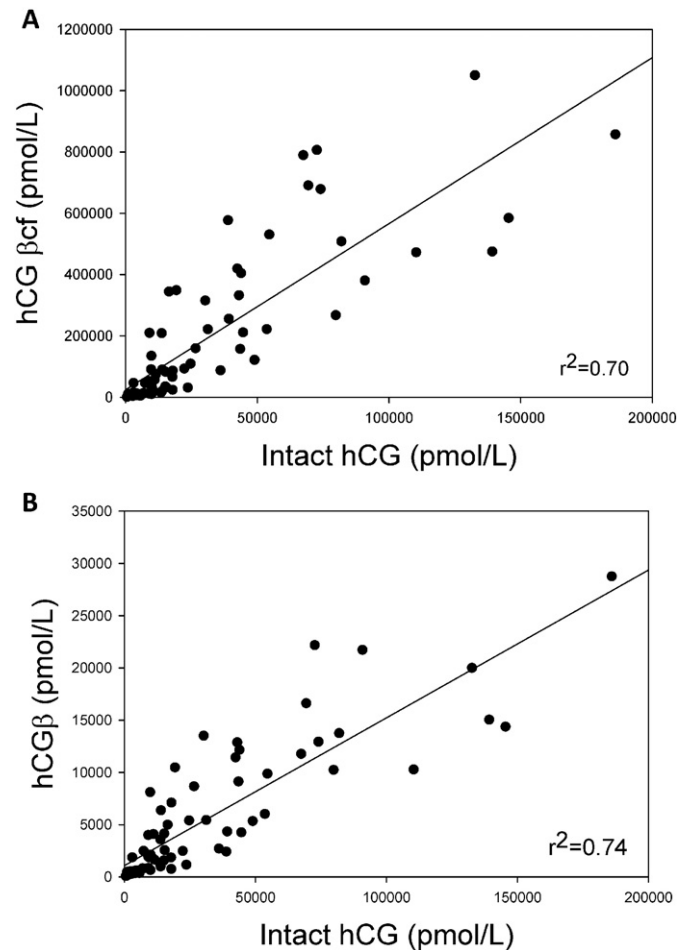 A
1200000
1000000
800000
600000
400000
200000
0
hCG βcf (pmol/L)
r²=0.70
0 50000 100000 150000 200000
Intact hCG (pmol/L)
B
35000
30000
25000
20000
15000
10000
5000
0
hCGβ (pmol/L)
r²=0.74
0 50000 100000 150000 200000
Intact hCG (pmol/L)